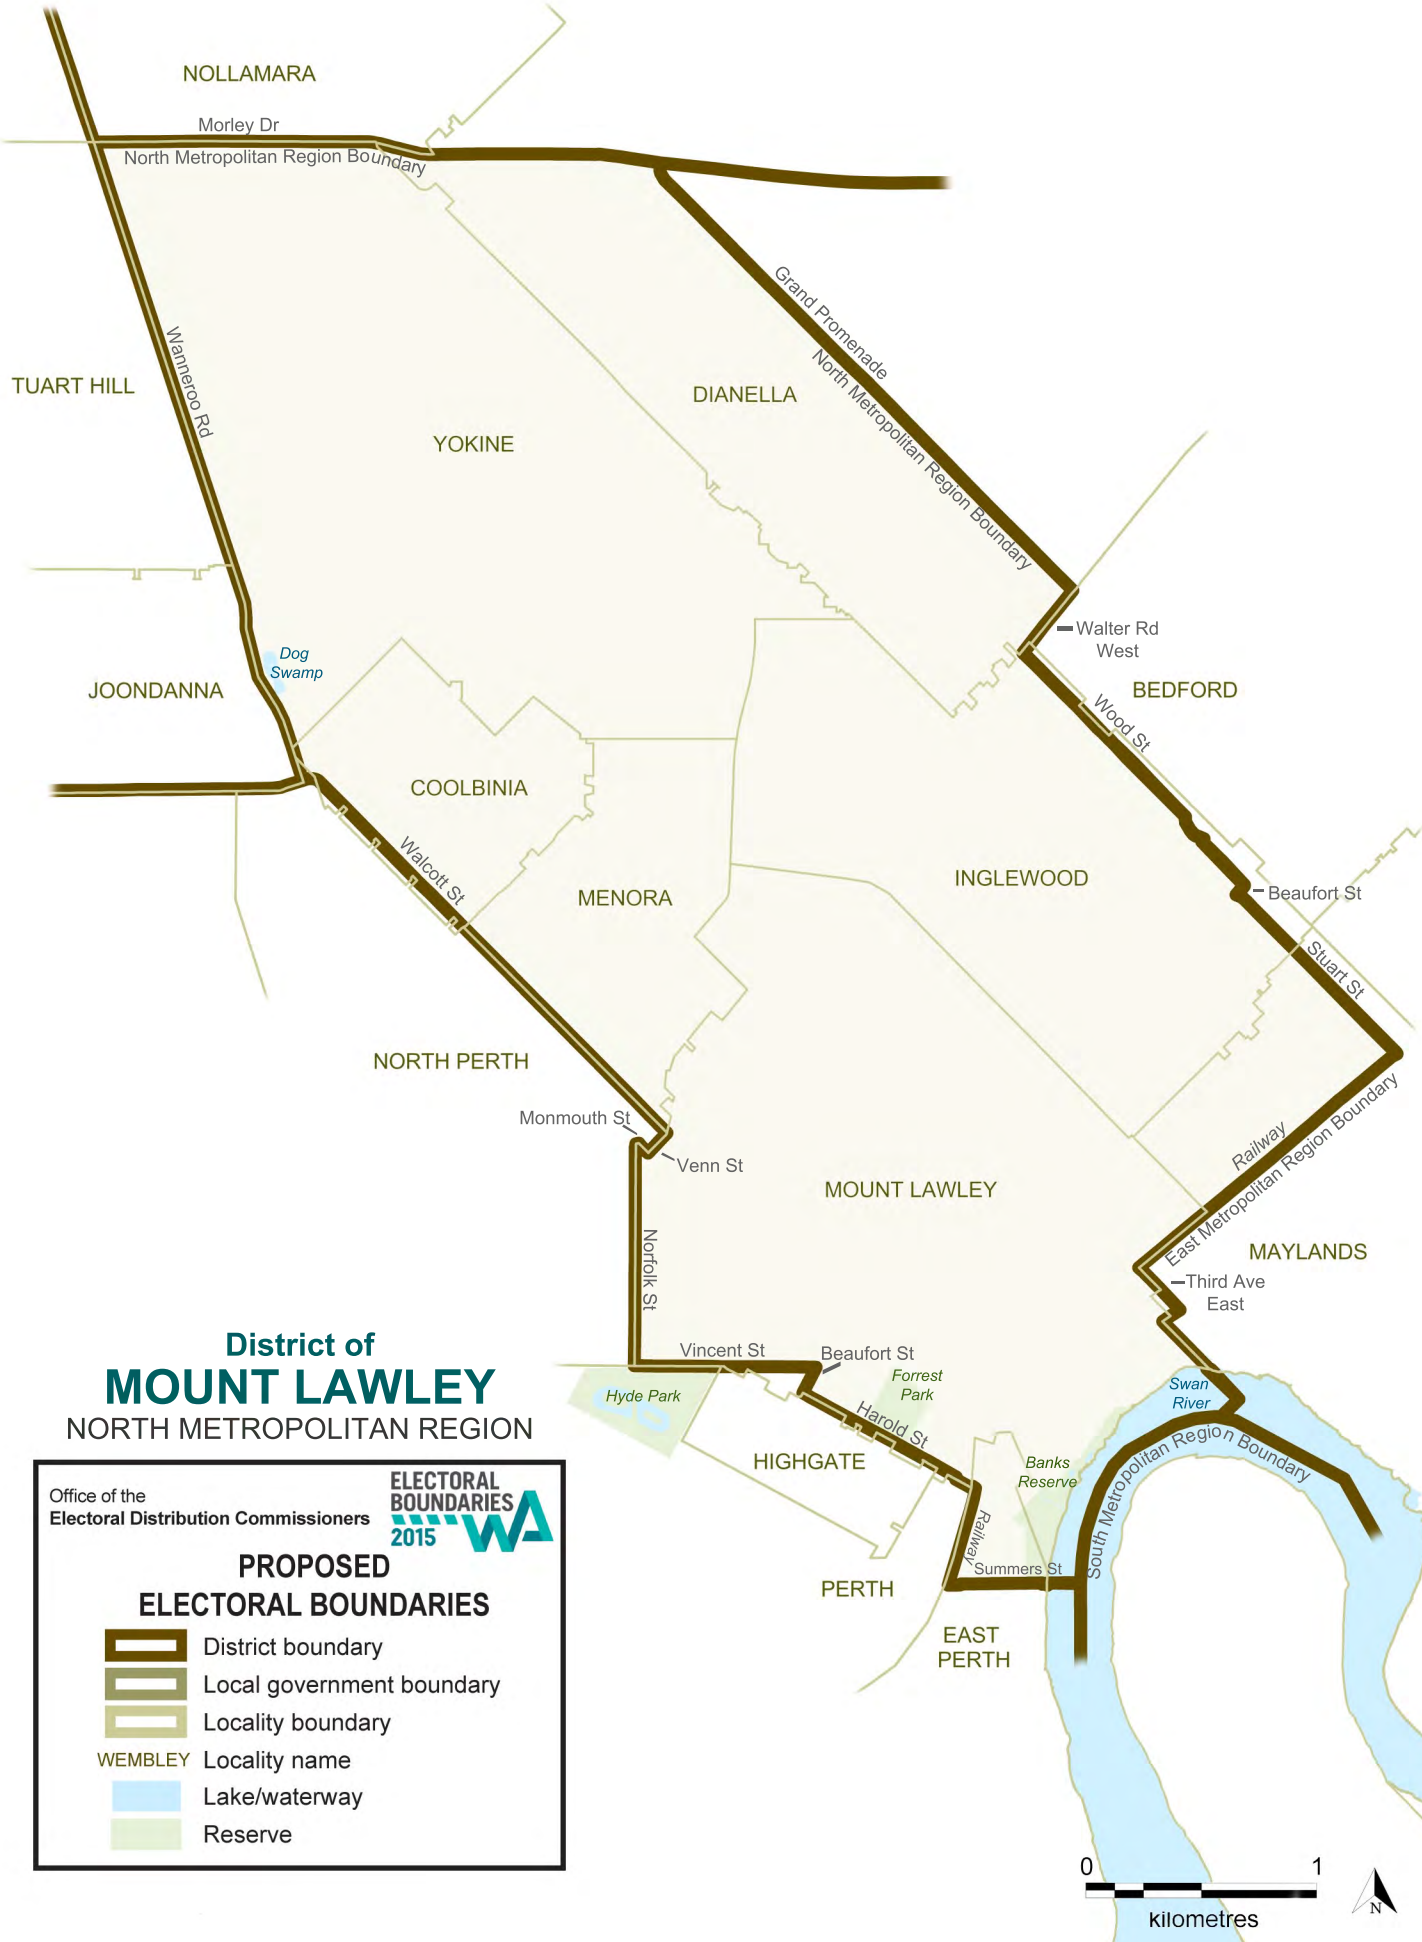 NOLLAMARA
Morley Dr
North Metropolitan Region Boundary
Grand Promenade
North Metropolitan Region Boundary
Wanneroo Rd
TUART HILL
DIANELLA
YOKINE
Walter Rd
West
Dog
Swamp
JOONDANNA
BEDFORD
Wood St
COOLBINIA
Walcott St
MENORA
INGLEWOOD
Beaufort St
Stuart St
NORTH PERTH
Monmouth St
Venn St
Railway
East Metropolitan Region Boundary
MOUNT LAWLEY
MAYLANDS
Norfolk St
Third Ave
East
Vincent St
Beaufort St
Hyde Park
Forrest
Park
Swan
River
Harold St
HIGHGATE
Banks
Reserve
South Metropolitan Region Boundary
Railway
Summers St
PERTH
EAST
PERTH
District of
MOUNT LAWLEY
NORTH METROPOLITAN REGION
Office of the
Electoral Distribution Commissioners
ELECTORAL
BOUNDARIES
2015
WA
PROPOSED
ELECTORAL BOUNDARIES
District boundary
Local government boundary
Locality boundary
WEMBLEY Locality name
Lake/waterway
Reserve
0 1
kilometres
N